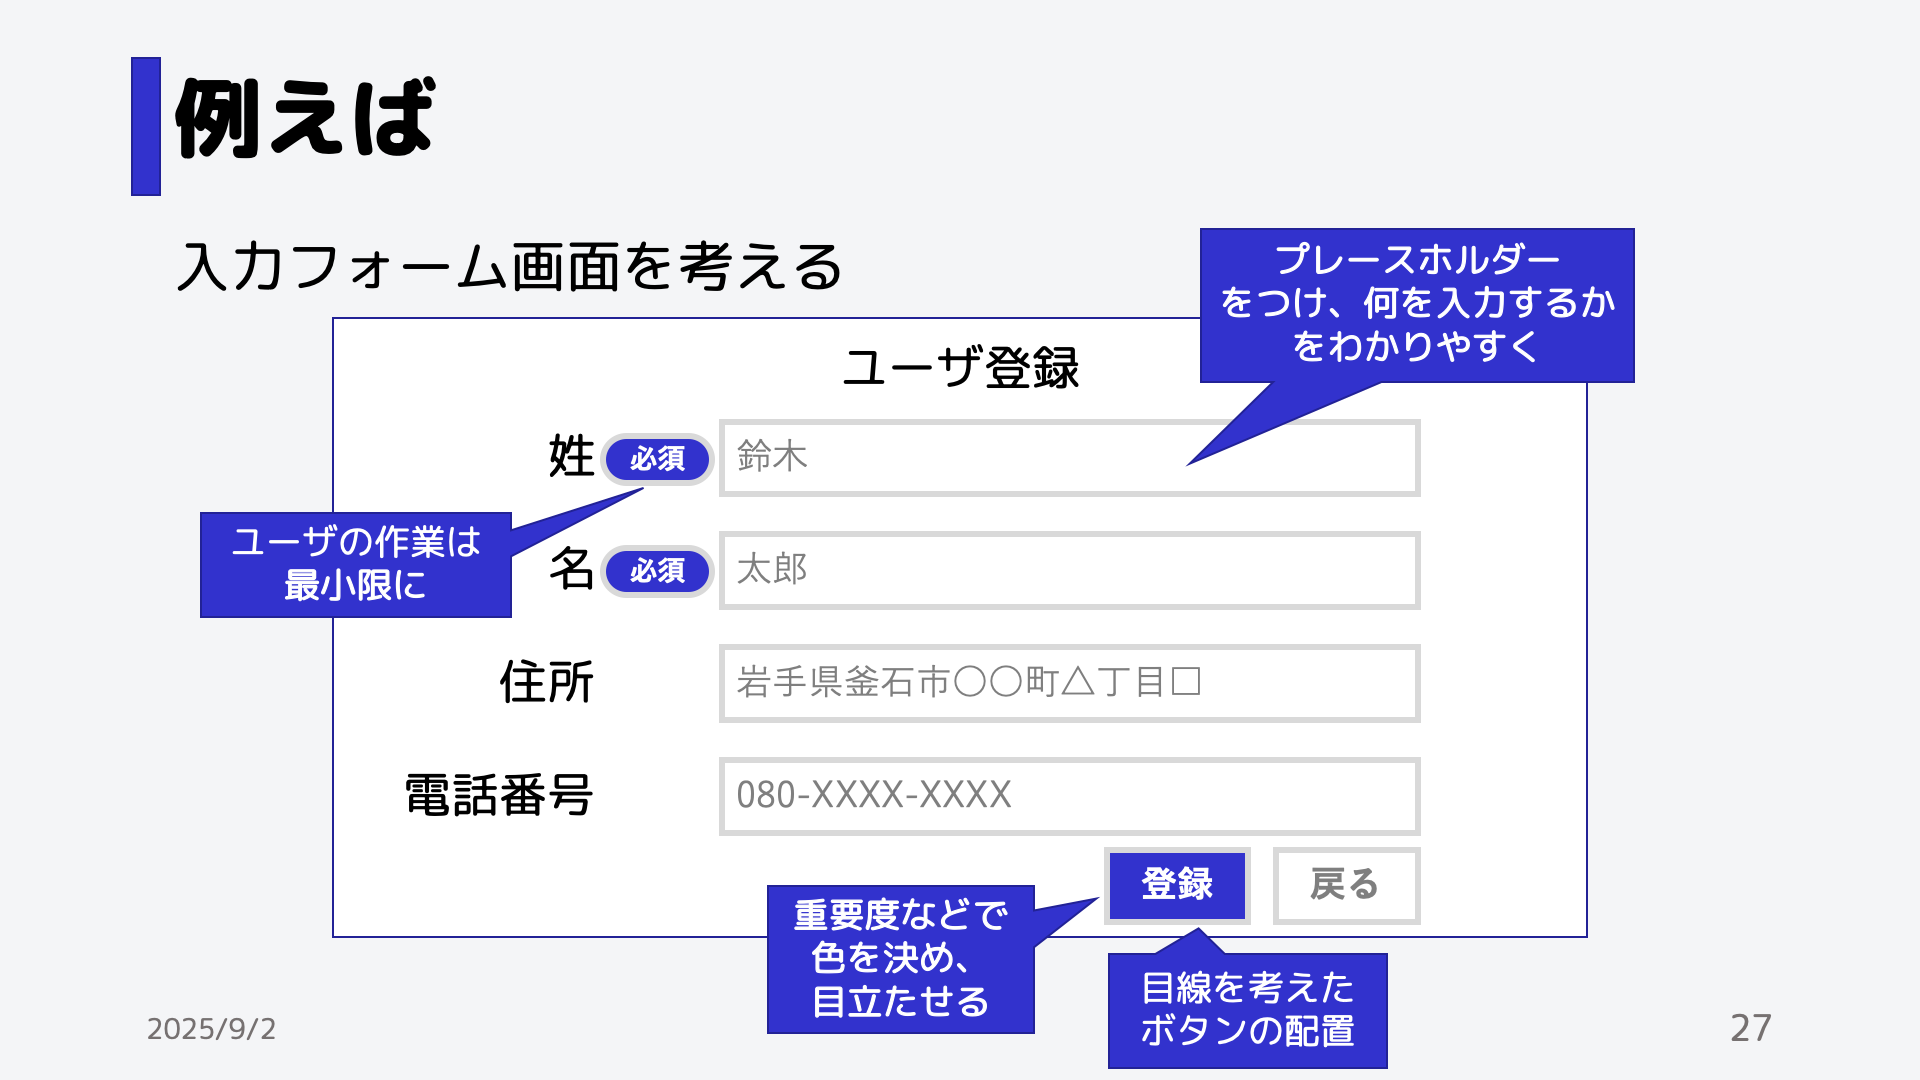 例えば
入力フォーム画面を考える
プレースホルダー
をつけ、何を入力するか
をわかりやすく
ユーザ登録
姓 必須 鈴木
ユーザの作業は
最小限に
名 必須 太郎
住所 岩手県釜石市〇〇町△丁目□
電話番号 080-XXXX-XXXX
登録 戻る
重要度などで
色を決め、
目立たせる
目線を考えた
ボタンの配置
2025/9/2
27